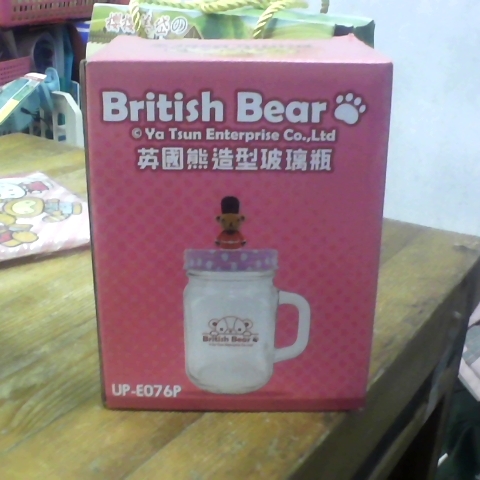 British Bear
© Ya Tsun Enterprise Co.,Ltd
英國熊造型玻璃瓶
British Bear
UP-E076P